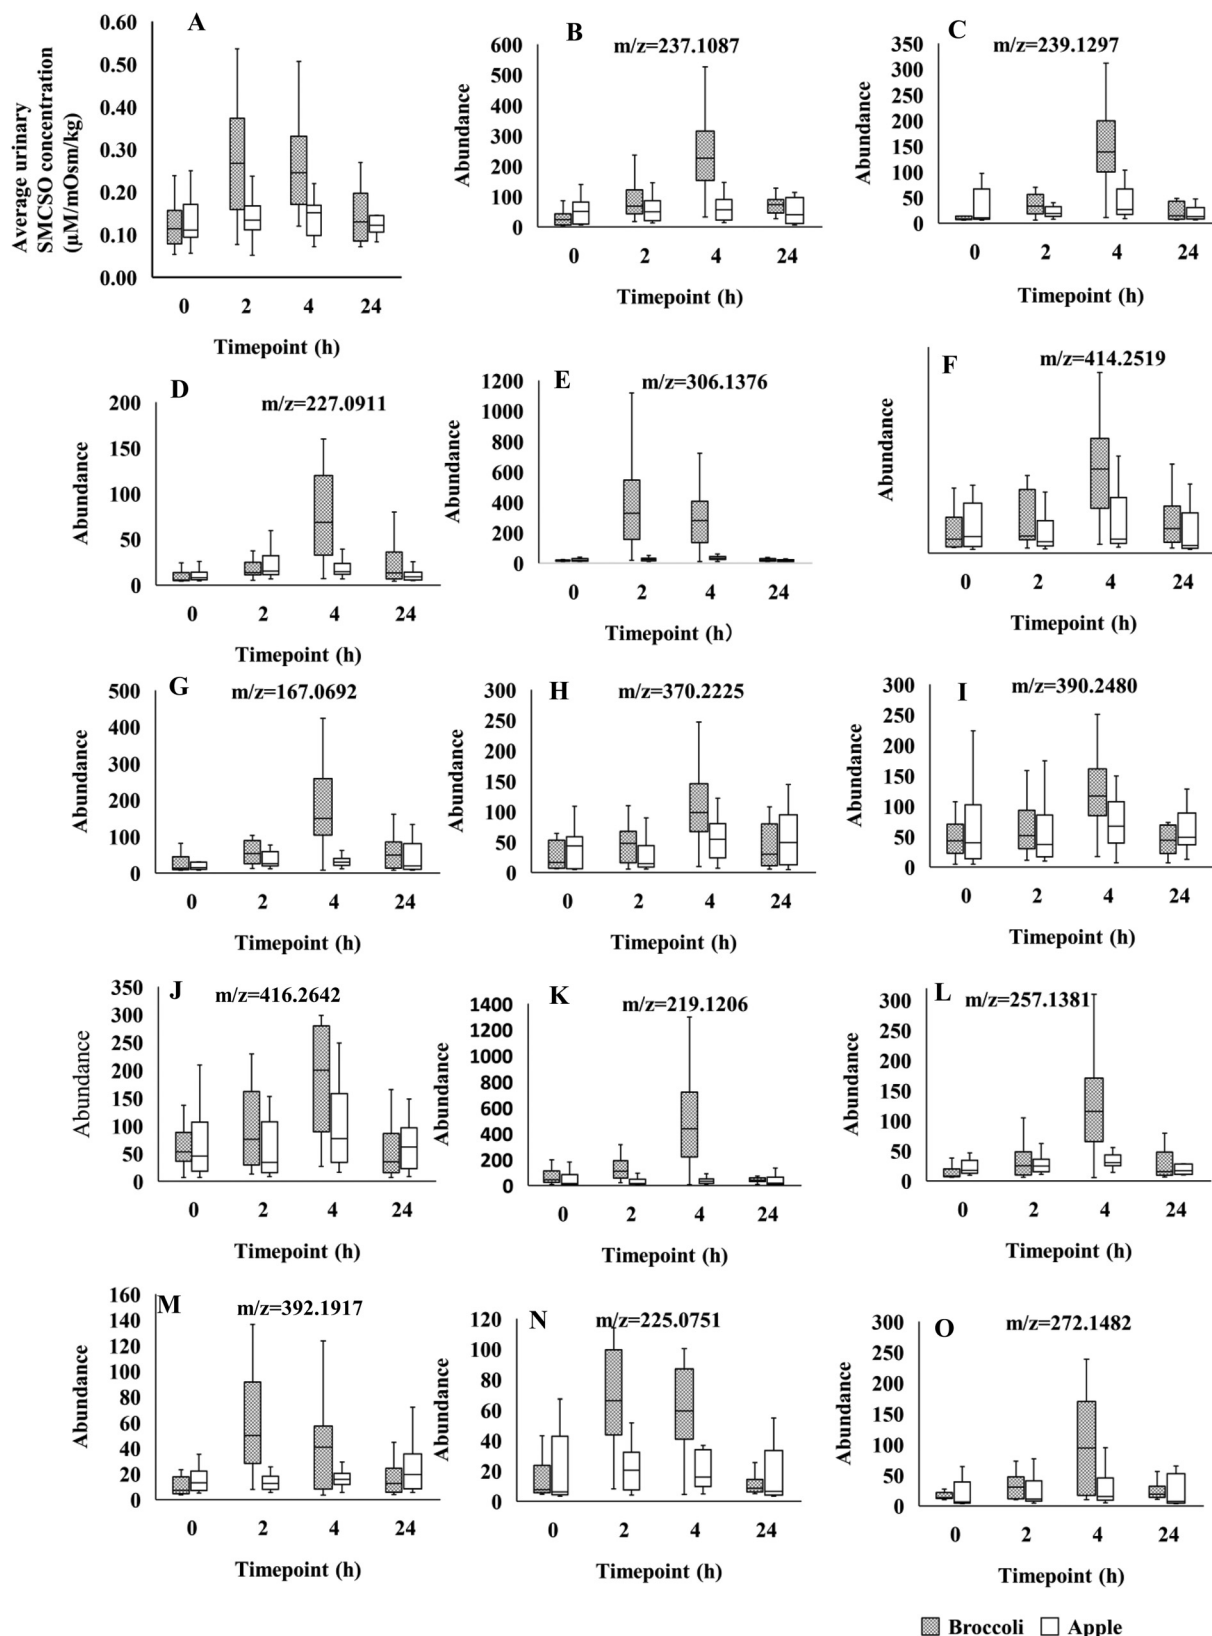 A
Average urinary
SMCSO concentration
(µM/mOsm/kg)
0.60
0.50
0.40
0.30
0.20
0.10
0.00
0 2 4 24
Timepoint (h)
B
m/z=237.1087
Abundance
600
500
400
300
200
100
0
0 2 4 24
Timepoint (h)
C
m/z=239.1297
Abundance
350
300
250
200
150
100
50
0
0 2 4 24
Timepoint (h)
D
m/z=227.0911
Abundance
200
150
100
50
0
0 2 4 24
Timepoint (h)
E
m/z=306.1376
Abundance
1200
1000
800
600
400
200
0
0 2 4 24
Timepoint (h)
F
m/z=414.2519
Abundance
0 2 4 24
Timepoint (h)
G
m/z=167.0692
Abundance
500
400
300
200
100
0
0 2 4 24
Timepoint (h)
H
m/z=370.2225
Abundance
300
250
200
150
100
50
0
0 2 4 24
Timepoint (h)
I
m/z=390.2480
Abundance
300
250
200
150
100
50
0
0 2 4 24
Timepoint (h)
J
m/z=416.2642
Abundance
350
300
250
200
150
100
50
0
0 2 4 24
Timepoint (h)
K
m/z=219.1206
Abundance
1400
1200
1000
800
600
400
200
0
0 2 4 24
Timepoint (h)
L
m/z=257.1381
Abundance
300
250
200
150
100
50
0
0 2 4 24
Timepoint (h)
M
m/z=392.1917
Abundance
160
140
120
100
80
60
40
20
0
0 2 4 24
Timepoint (h)
N
m/z=225.0751
Abundance
120
100
80
60
40
20
0
0 2 4 24
Timepoint (h)
O
m/z=272.1482
Abundance
300
250
200
150
100
50
0
0 2 4 24
Timepoint (h)
Broccoli Apple